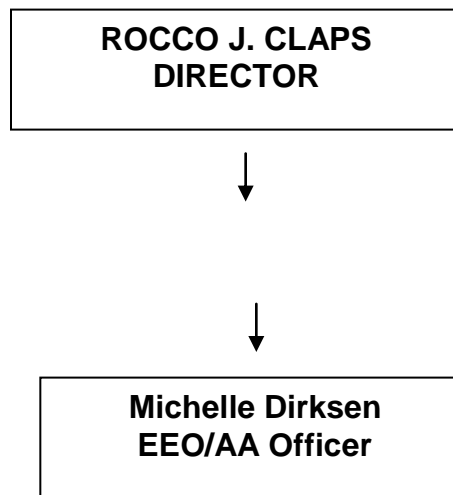 ROCCO J. CLAPS
DIRECTOR
Michelle Dirksen
EEO/AA Officer